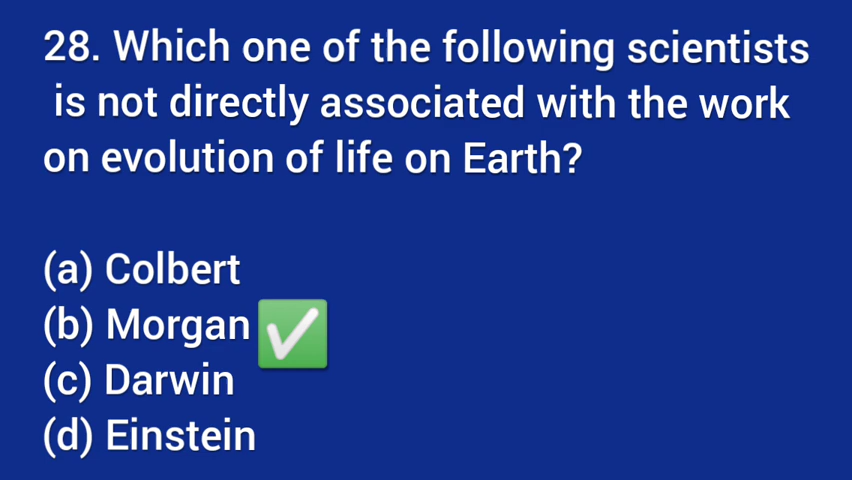 28. Which one of the following scientists
is not directly associated with the work
on evolution of life on Earth?
(a) Colbert
(b) Morgan ✅
(c) Darwin
(d) Einstein